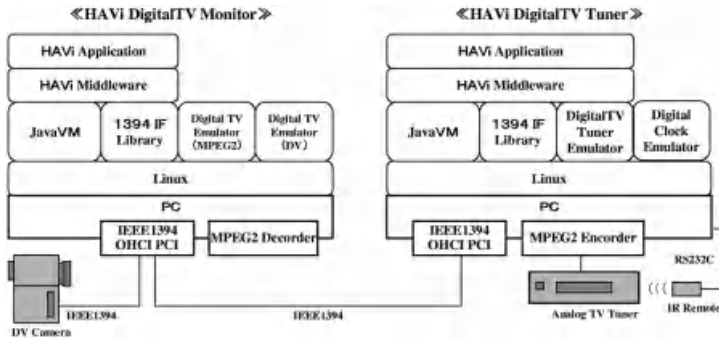 ≪HAVi DigitalTV Monitor≫
HAVi Application
HAVi Middleware
JavaVM
1394 IF
Library
Digital TV
Emulator
(MPEG2)
Digital TV
Emulator
(DV)
Linux
PC
IEEE1394
OHCI PCI
MPEG2 Decorder
DV Camera
IEEE1394
IEEE1394
≪HAVi DigitalTV Tuner≫
HAVi Application
HAVi Middleware
JavaVM
1394 IF
Library
DigitalTV
Tuner
Emulator
Digital
Clock
Emulator
Linux
PC
IEEE1394
OHCI PCI
MPEG2 Encorder
RS232C
Analog TV Tuner
IR Remote